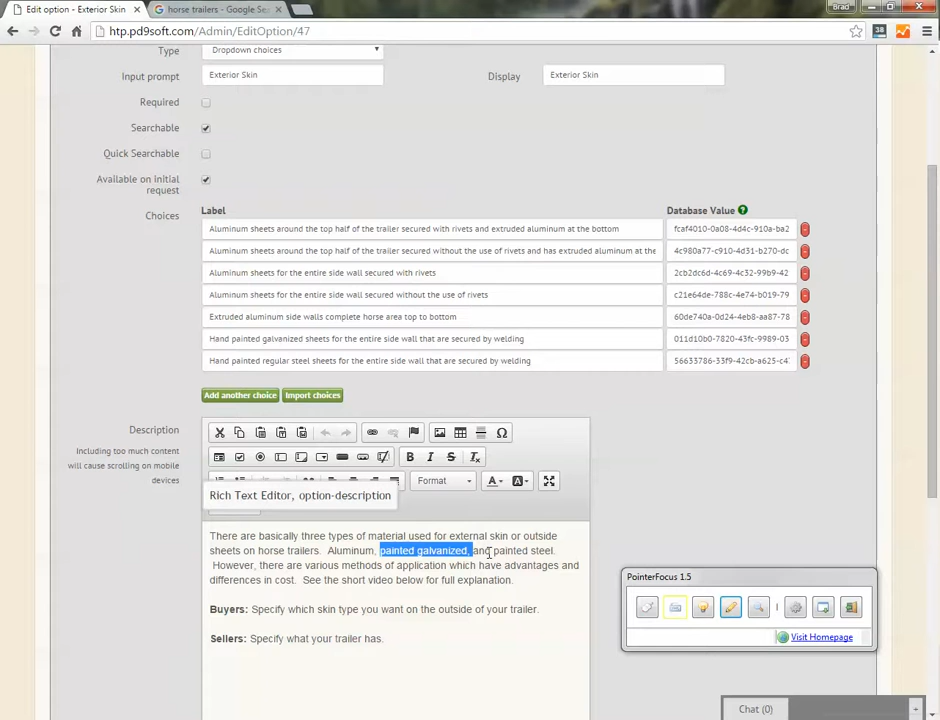 Edit option - Exterior Skin
horse trailers - Google Se
Brad
htp.pd9soft.com/Admin/EditOption/47
38
Type
Dropdown choices
Input prompt
Exterior Skin
Display
Exterior Skin
Required
Searchable
Quick Searchable
Available on initial
request
Choices
Label
Database Value
Aluminum sheets around the top half of the trailer secured with rivets and extruded aluminum at the bottom
fcaf4010-0a08-4d4c-910a-ba2
Aluminum sheets around the top half of the trailer secured without the use of rivets and has extruded aluminum at the
4c980a77-c910-4d31-b270-dc
Aluminum sheets for the entire side wall secured with rivets
2cb2dc6d-4c69-4c32-99b9-42
Aluminum sheets for the entire side wall secured without the use of rivets
c21e64de-788c-4e74-b019-79
Extruded aluminum side walls complete horse area top to bottom
60de740a-0d24-4eb8-aa87-78
Hand painted galvanized sheets for the entire side wall that are secured by welding
011d10b0-7820-43fc-9989-03
Hand painted regular steel sheets for the entire side wall that are secured by welding
56633786-33f9-42cb-a625-c4
Add another choice
Import choices
Description
Including too much content
will cause scrolling on mobile
devices
B I S Tx
Format
A
A
Rich Text Editor, option-description
There are basically three types of material used for external skin or outside
sheets on horse trailers. Aluminum, painted galvanized, and painted steel.
However, there are various methods of application which have advantages and
differences in cost. See the short video below for full explanation.
Buyers: Specify which skin type you want on the outside of your trailer.
Sellers: Specify what your trailer has.
PointerFocus 1.5
Visit Homepage
Chat (0)